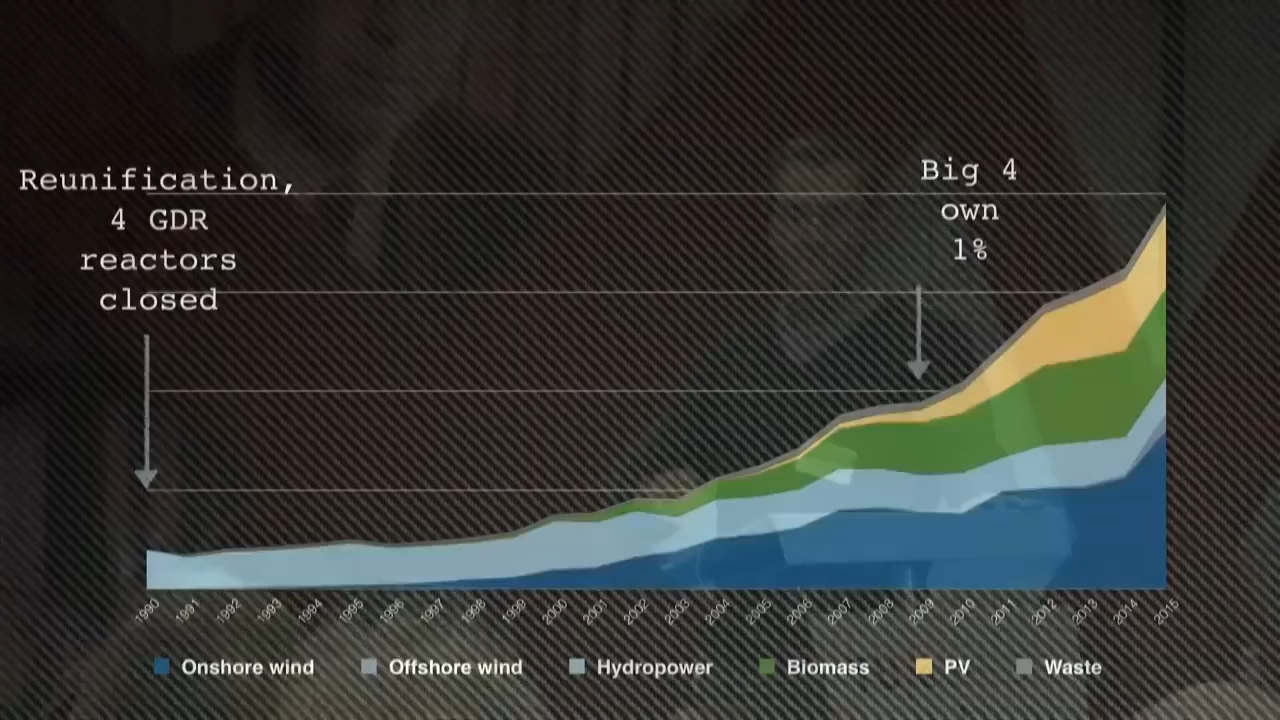 Reunification,
4 GDR
reactors
closed
Big 4
own
1%
1990 1991 1992 1993 1994 1995 1996 1997 1998 1999 2000 2001 2002 2003 2004 2005 2006 2007 2008 2009 2010 2011 2012 2013 2014 2015
Onshore wind Offshore wind Hydropower Biomass PV Waste